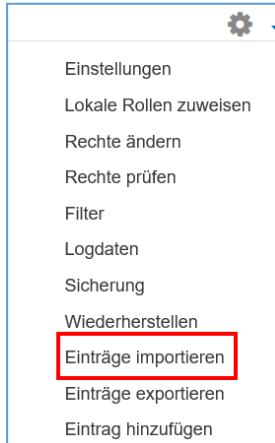 Einstellungen
Lokale Rollen zuweisen
Rechte ändern
Rechte prüfen
Filter
Logdaten
Sicherung
Wiederherstellen
Einträge importieren
Einträge exportieren
Eintrag hinzufügen